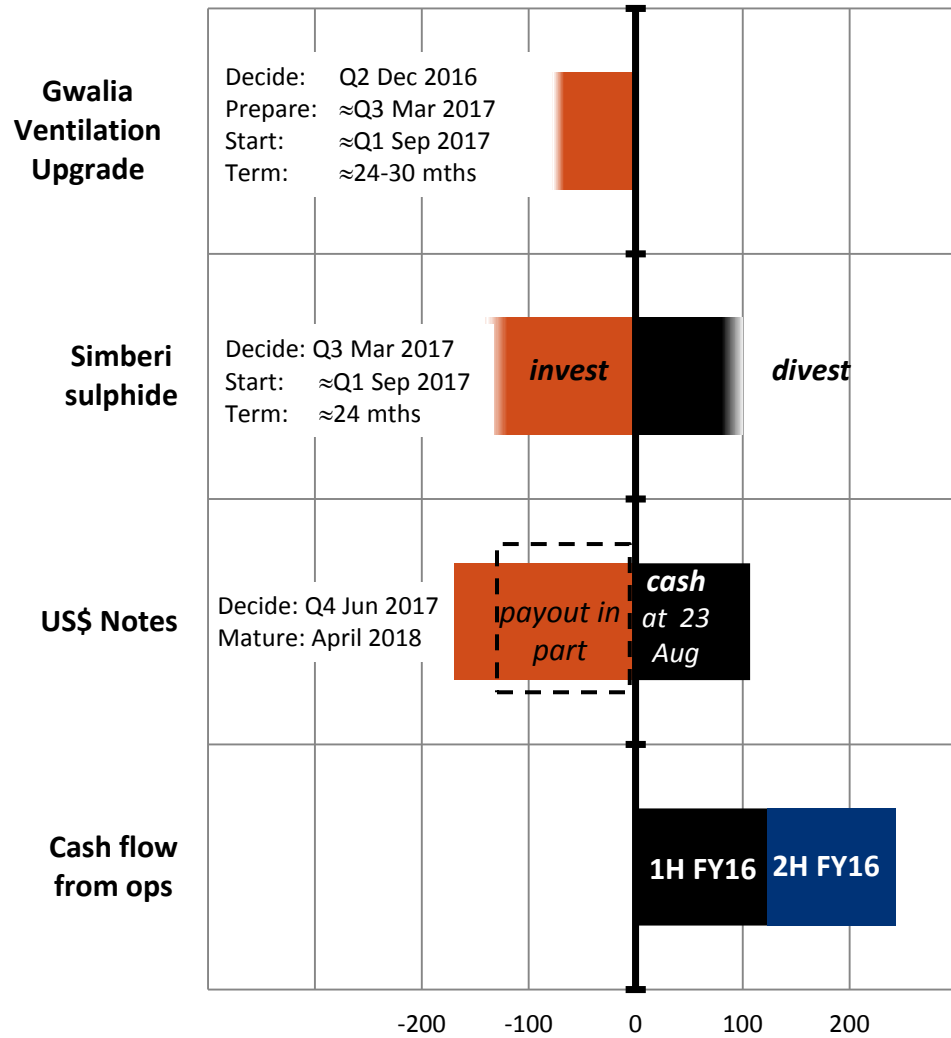 Gwalia
Ventilation
Upgrade
Decide: Q2 Dec 2016
Prepare: ≈Q3 Mar 2017
Start: ≈Q1 Sep 2017
Term: ≈24-30 mths
Simberi
sulphide
Decide: Q3 Mar 2017
Start: ≈Q1 Sep 2017
Term: ≈24 mths
invest
divest
US$ Notes
Decide: Q4 Jun 2017
Mature: April 2018
payout in
part
cash
at 23
Aug
Cash flow
from ops
1H FY16
2H FY16
-200 -100 0 100 200